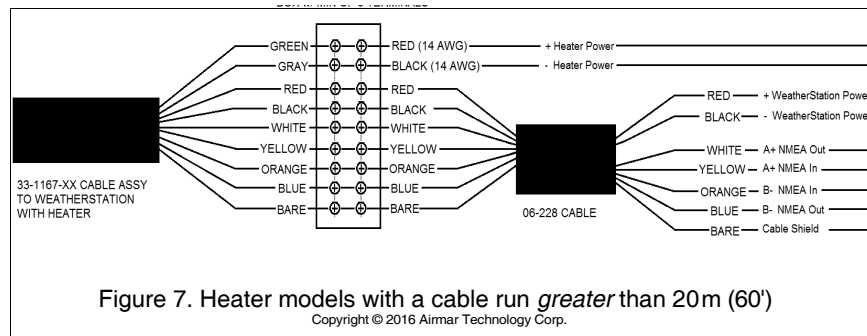 GREEN RED (14 AWG) + Heater Power
GRAY BLACK (14 AWG) - Heater Power
RED RED
BLACK BLACK
WHITE WHITE
YELLOW YELLOW
ORANGE ORANGE
BLUE BLUE
BARE BARE
33-1167-XX CABLE ASSY
TO WEATHERSTATION
WITH HEATER
06-228 CABLE
RED + WeatherStation Powe
BLACK - WeatherStation Powe
WHITE A+ NMEA Out
YELLOW A+ NMEA In
ORANGE B- NMEA In
BLUE B- NMEA Out
BARE Cable Shield
Figure 7. Heater models with a cable run greater than 20m (60')
Copyright © 2016 Airmar Technology Corp.